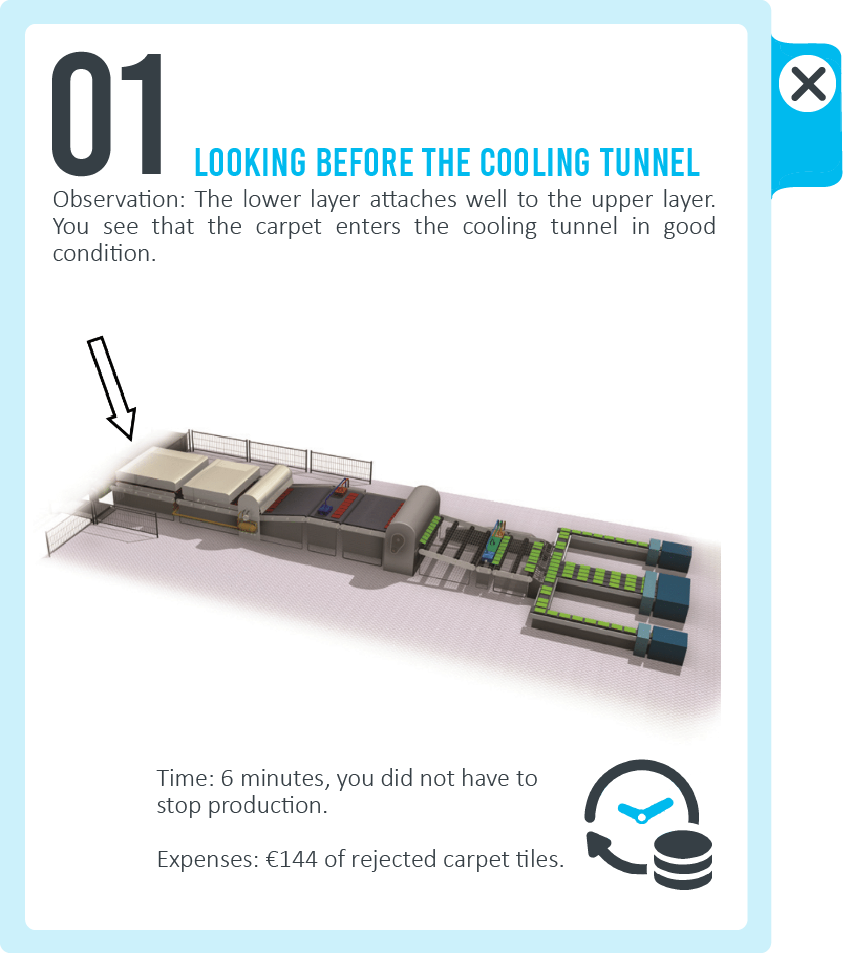 01
LOOKING BEFORE THE COOLING TUNNEL
Observation: The lower layer attaches well to the upper layer.
You see that the carpet enters the cooling tunnel in good
condition.
Time: 6 minutes, you did not have to
stop production.
Expenses: €144 of rejected carpet tiles.